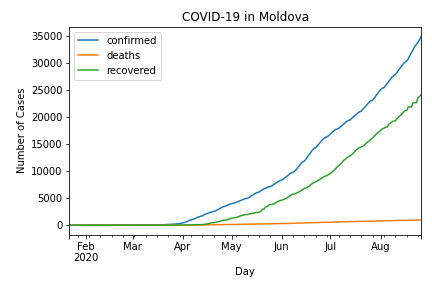 COVID-19 in Moldova
confirmed
deaths
recovered
Number of Cases
35000
30000
25000
20000
15000
10000
5000
0
Feb
2020
Mar
Apr
May
Jun
Jul
Aug
Day